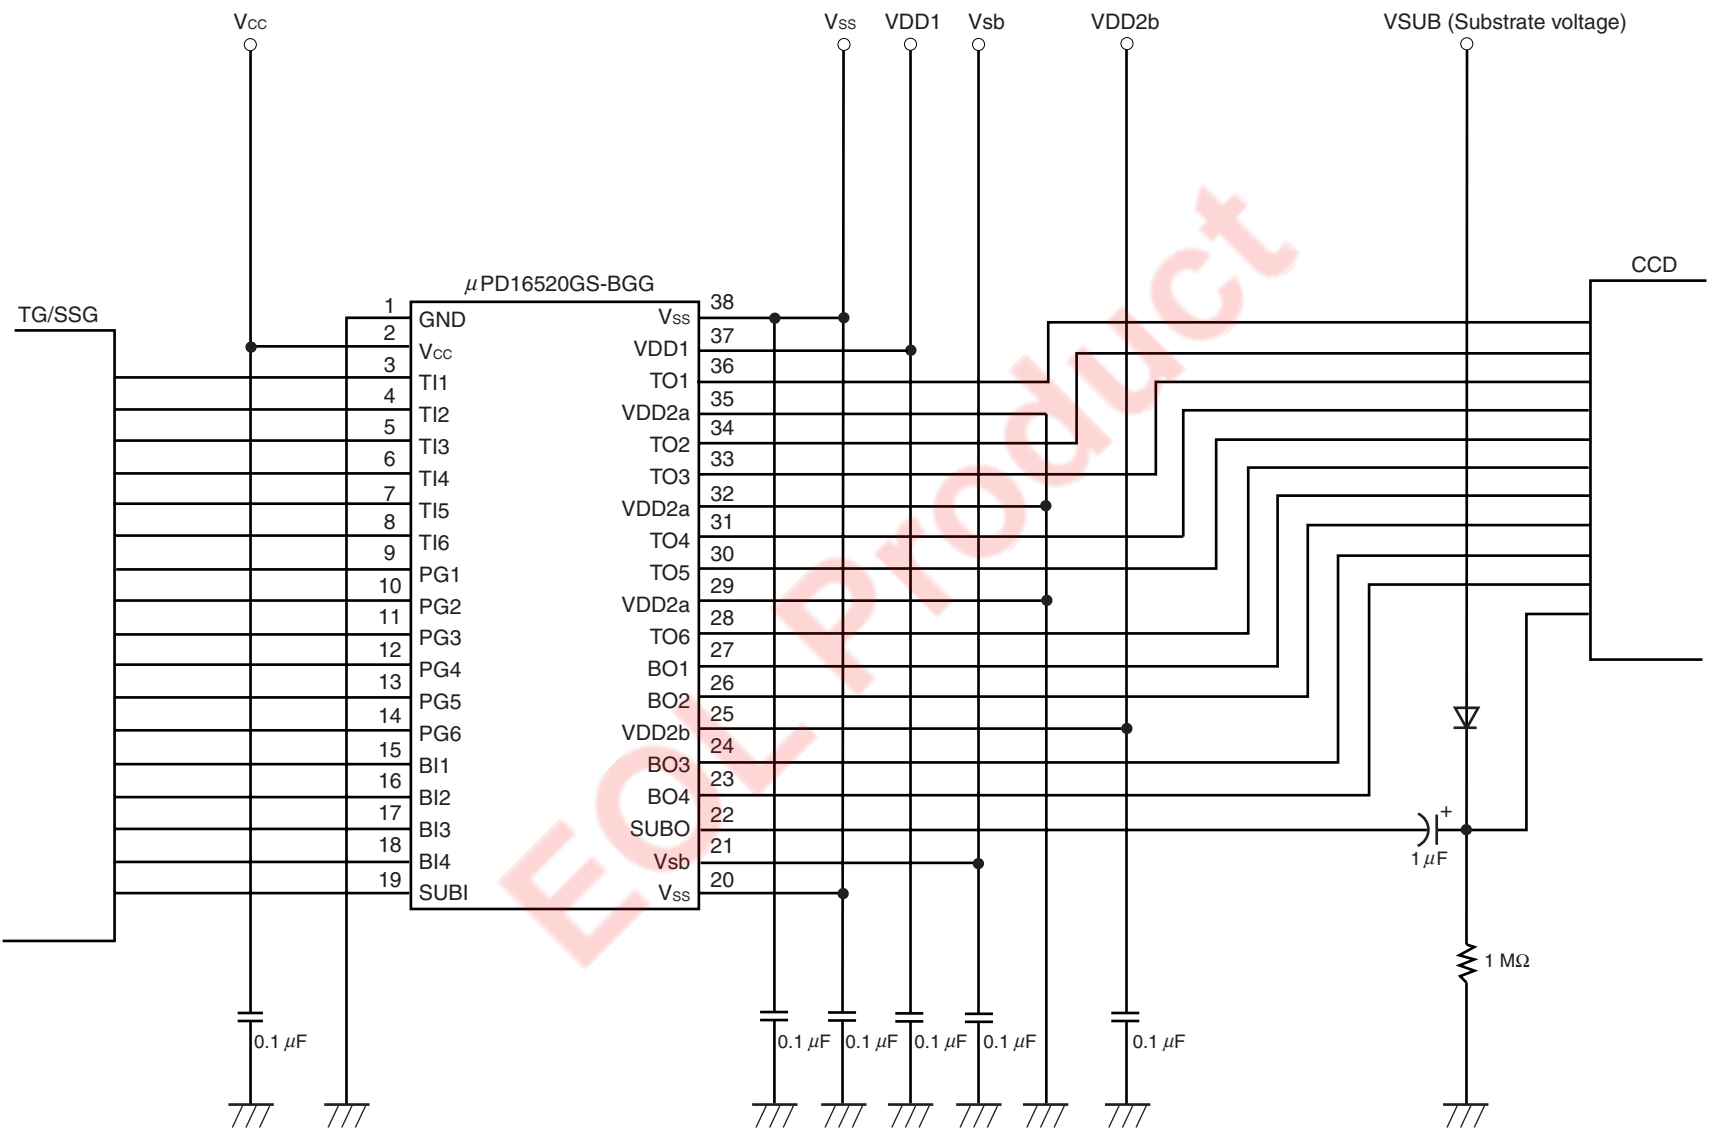 VCC
VSS VDD1 Vsb VDD2b VSUB (Substrate voltage)
μPD16520GS-BGG
TG/SSG
CCD
1 GND VSS 38
2 VCC VDD1 37
3 TI1 TO1 36
4 TI2 VDD2a 35
5 TI3 TO2 34
6 TI4 TO3 33
7 TI5 VDD2a 32
8 TI6 TO4 31
9 PG1 TO5 30
10 PG2 VDD2a 29
11 PG3 TO6 28
12 PG4 BO1 27
13 PG5 BO2 26
14 PG6 VDD2b 25
15 BI1 BO3 24
16 BI2 BO4 23
17 BI3 SUBO 22
18 BI4 Vsb 21
19 SUBI VSS 20
+
1 μF
1 MΩ
0.1 μF 0.1 μF 0.1 μF 0.1 μF 0.1 μF 0.1 μF
EOL Product